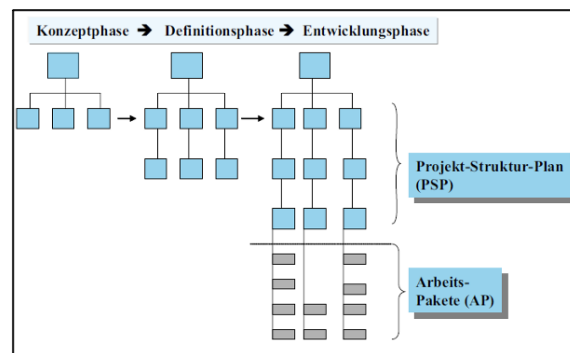 Konzeptphase → Definitionsphase → Entwicklungsphase
Projekt-Struktur-Plan
(PSP)
Arbeits-
Pakete (AP)